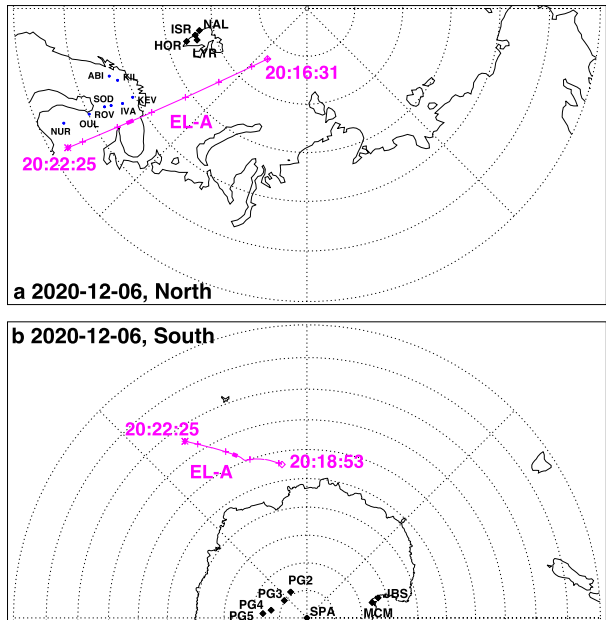 ISR NAL
HOR
LYR
20:16:31
ABI KIL
SOD KEV
ROV IVA
OUL
NUR
EL-A
20:22:25
a 2020-12-06, North
b 2020-12-06, South
20:22:25
20:18:53
EL-A
PG2
PG3
PG4
PG5
SPA
JBS
MCM